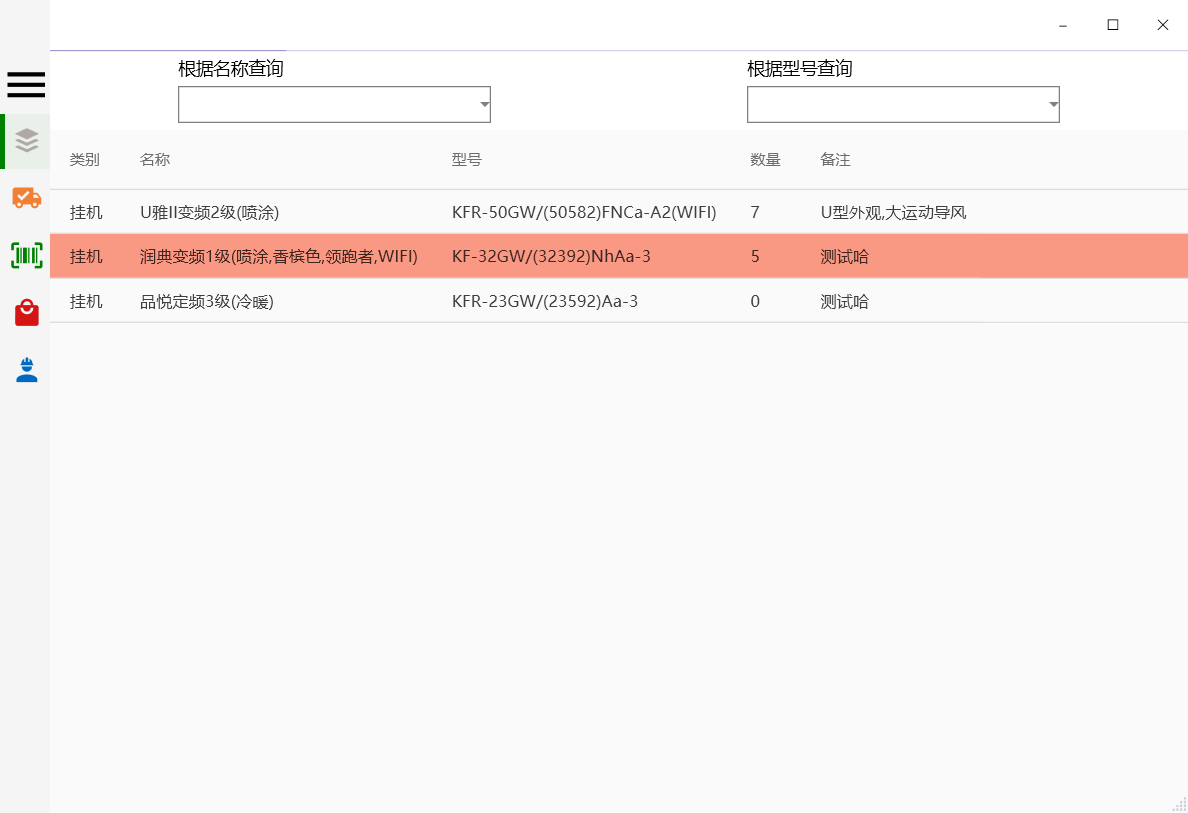 根据名称查询 根据型号查询
类别 名称 型号 数量 备注
挂机 U雅II变频2级(喷涂) KFR-50GW/(50582)FNCa-A2(WIFI) 7 U型外观,大运动导风
挂机 润典变频1级(喷涂,香槟色,领跑者,WIFI) KF-32GW/(32392)NhAa-3 5 测试哈
挂机 品悦定频3级(冷暖) KFR-23GW/(23592)Aa-3 0 测试哈